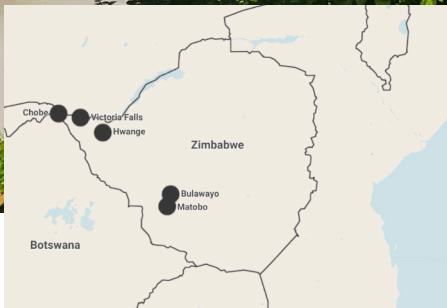 Chobe
Victoria Falls
Hwange
Zimbabwe
Bulawayo
Matobo
Botswana